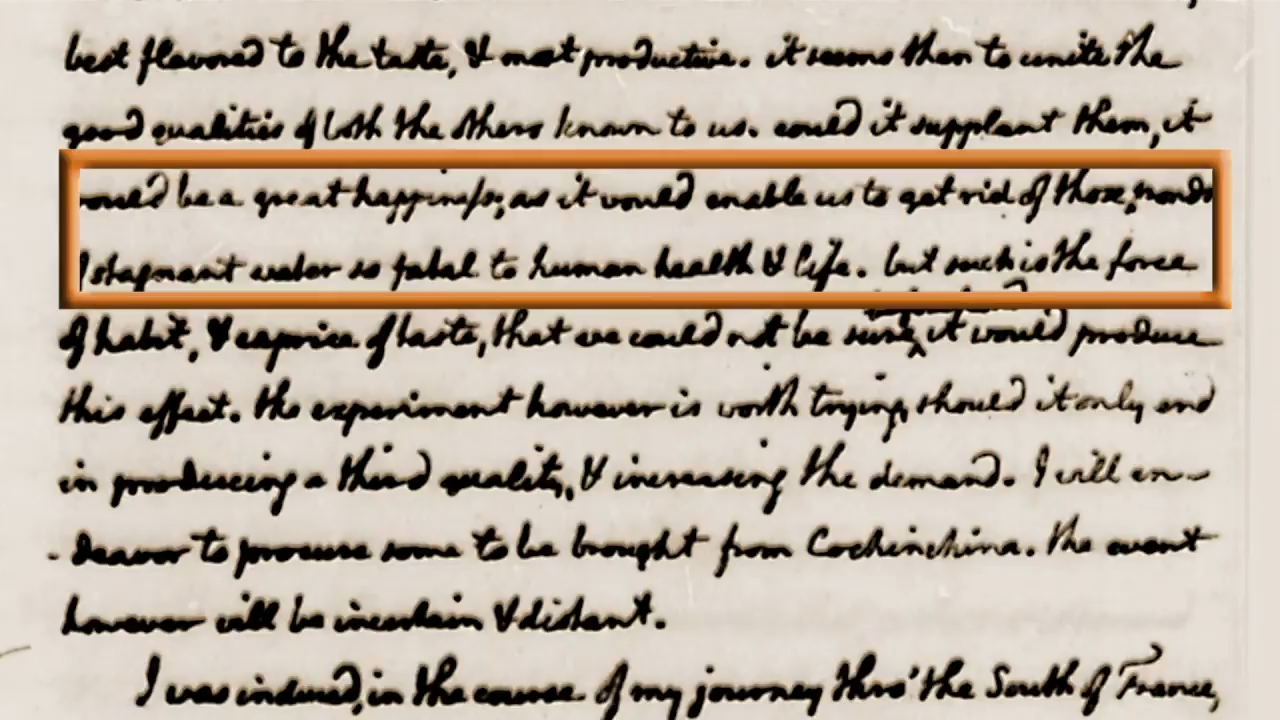 best flavored to the taste, & most productive. it seems then to unite the
good qualities of both the others known to us. could it supplant them, it
would be a great happiness, as it would enable us to get rid of those ponds
of stagnant water so fatal to human health & life. but such is the force
of habit, & caprice of taste, that we could not be sure it would produce
this effect. the experiment however is worth trying, should it only end
in producing a third quality, & increasing the demand. I will en-
-deavor to procure some to be brought from Cochinchina. the event
however will be incertain & distant.
I was induced, in the course of my journey thro' the South of France,